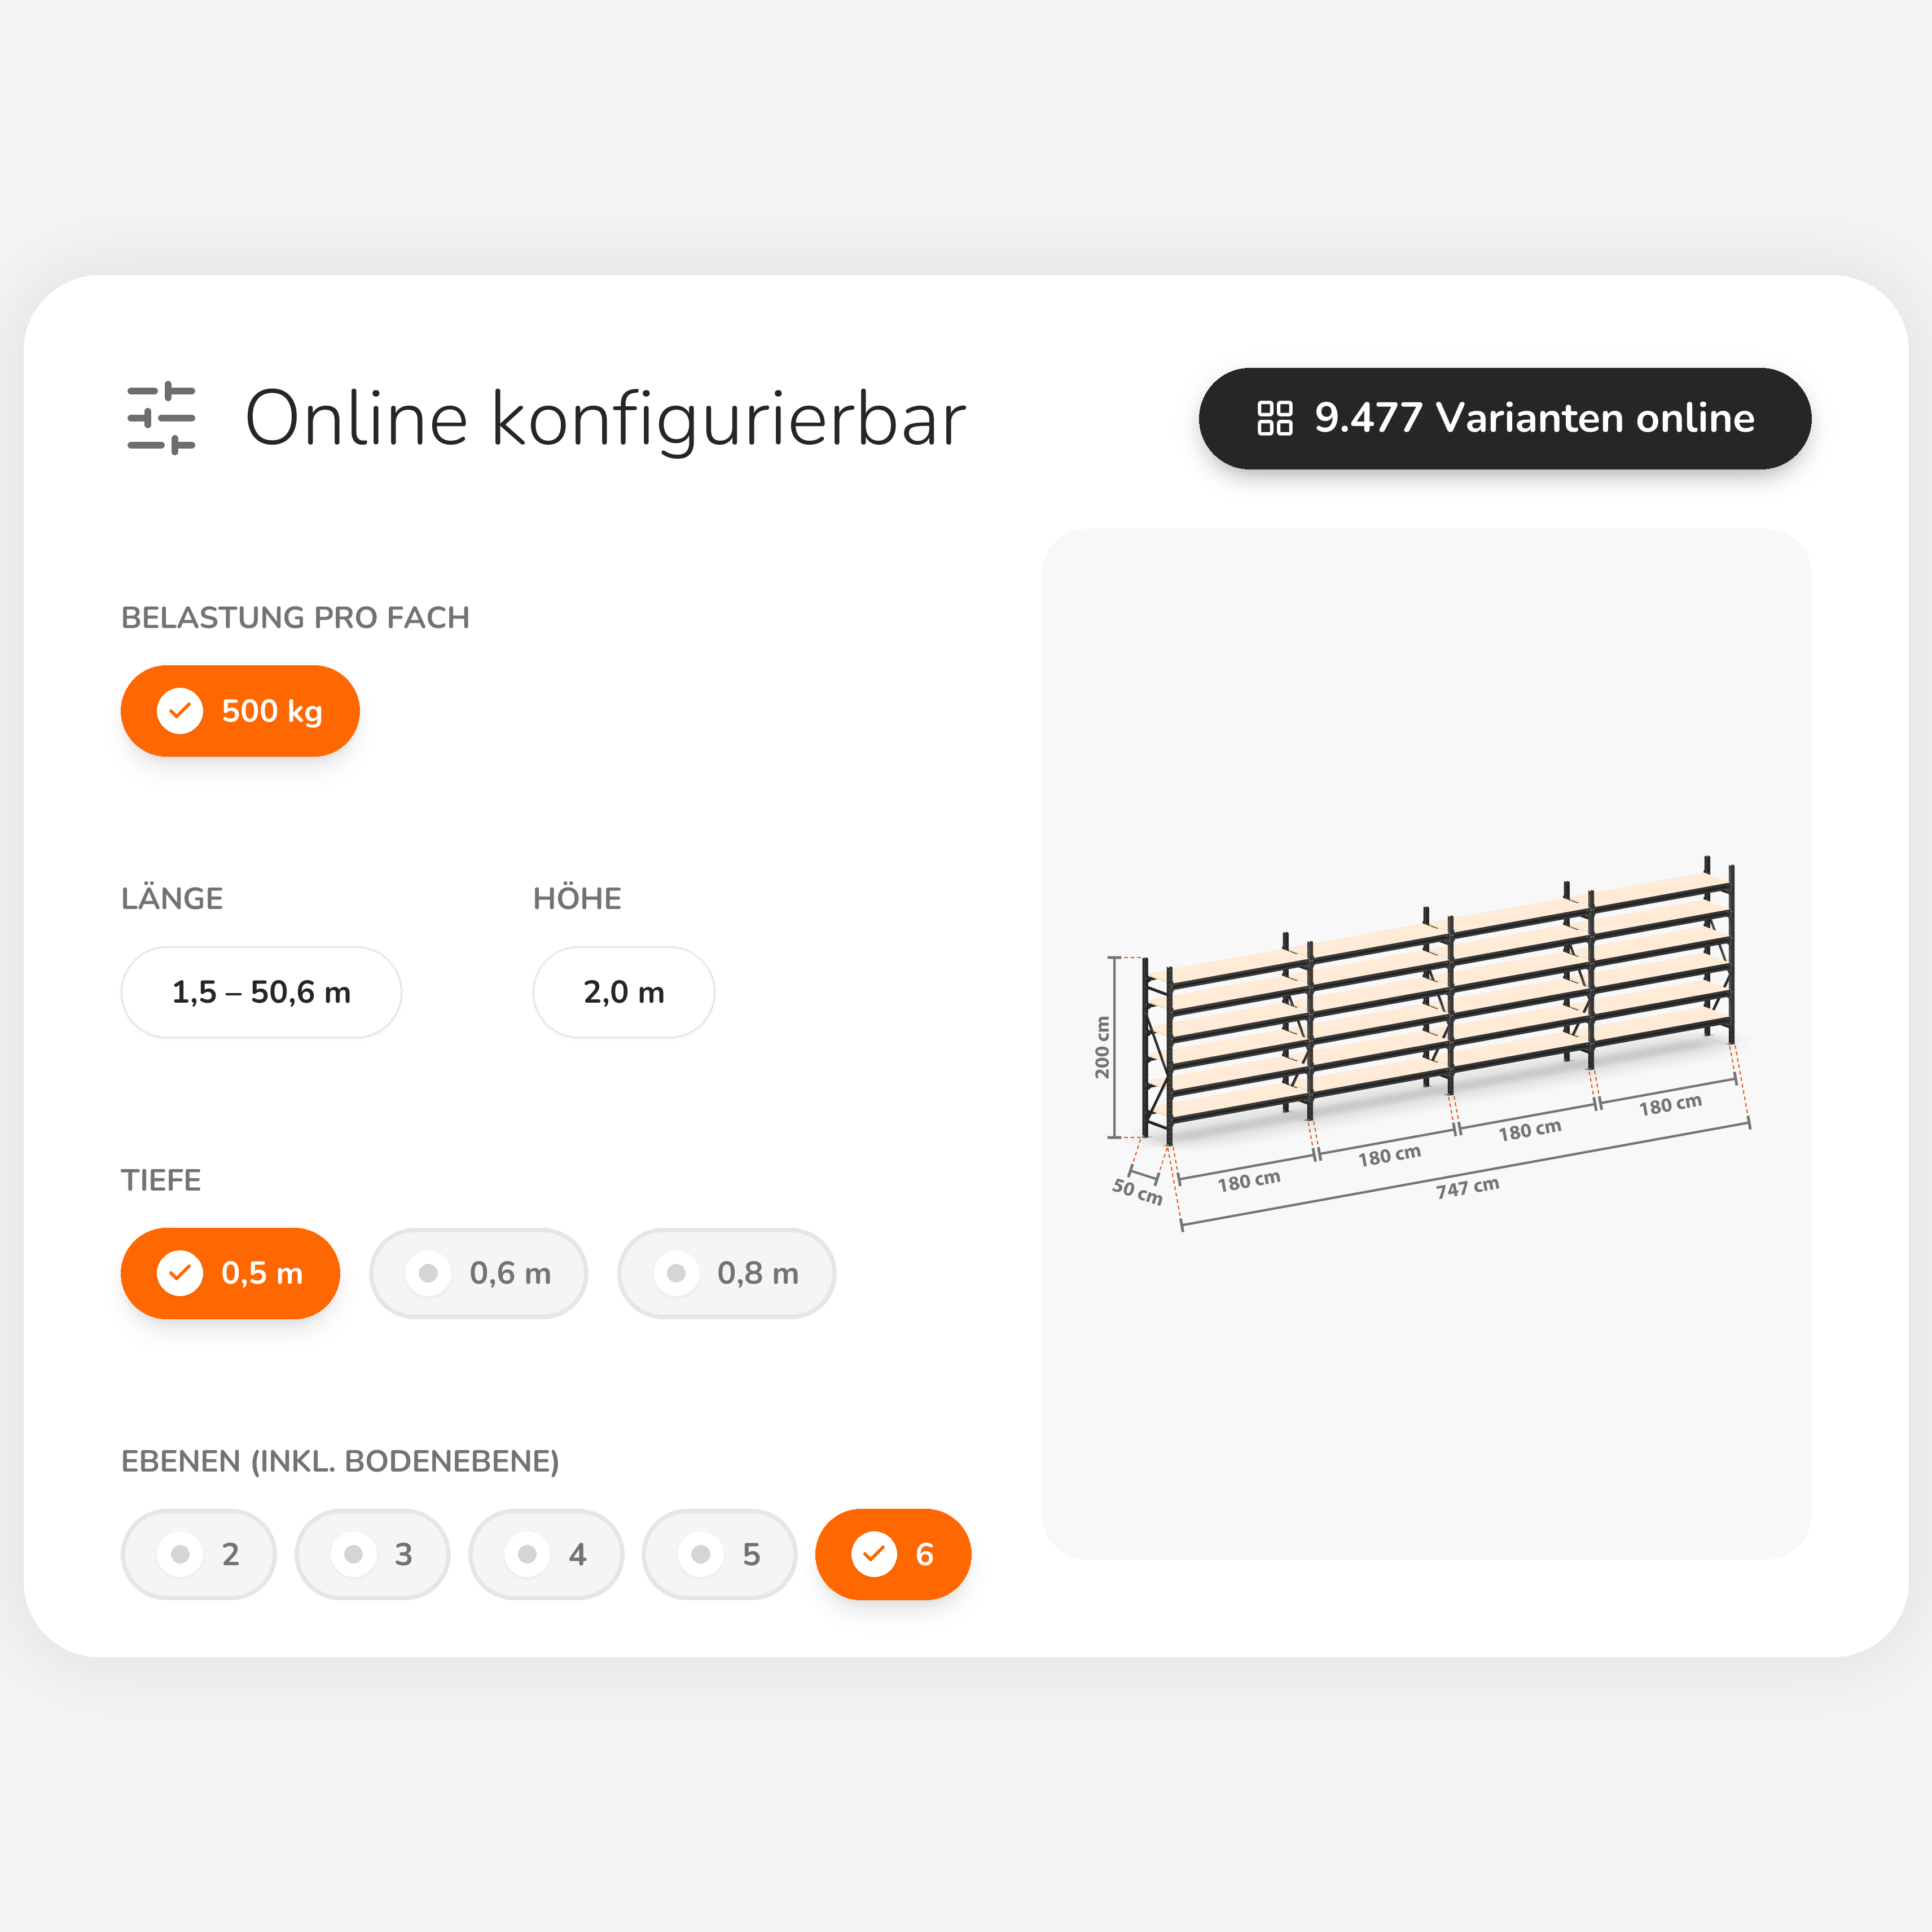 Online konfigurierbar
9.477 Varianten online
BELASTUNG PRO FACH
500 kg
LÄNGE
HÖHE
1,5 – 50,6 m
2,0 m
TIEFE
0,5 m
0,6 m
0,8 m
EBENEN (INKL. BODENEBENE)
2
3
4
5
6
200 cm
50 cm
180 cm
180 cm
180 cm
180 cm
747 cm